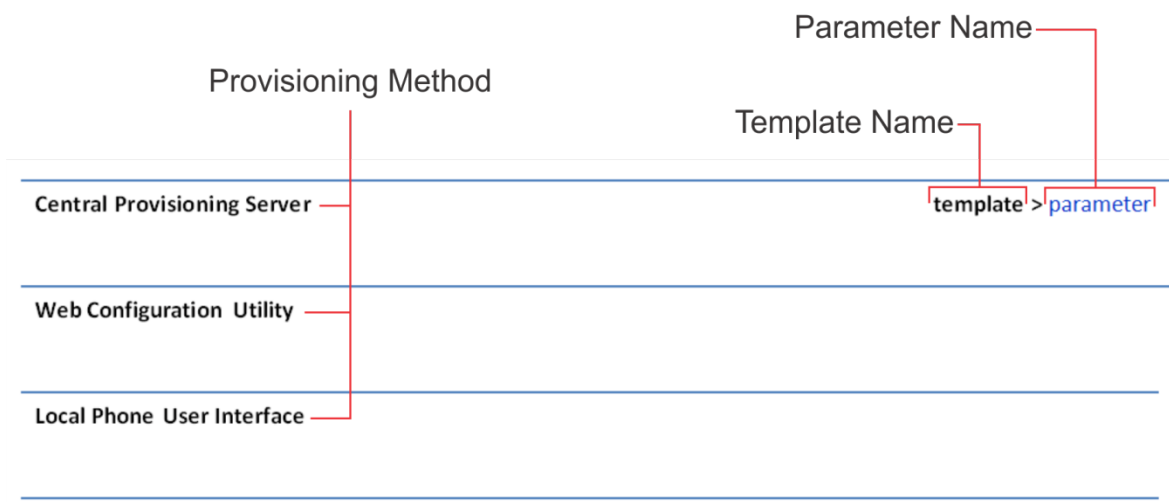 Parameter Name
Provisioning Method
Template Name
Central Provisioning Server template > parameter
Web Configuration Utility
Local Phone User Interface